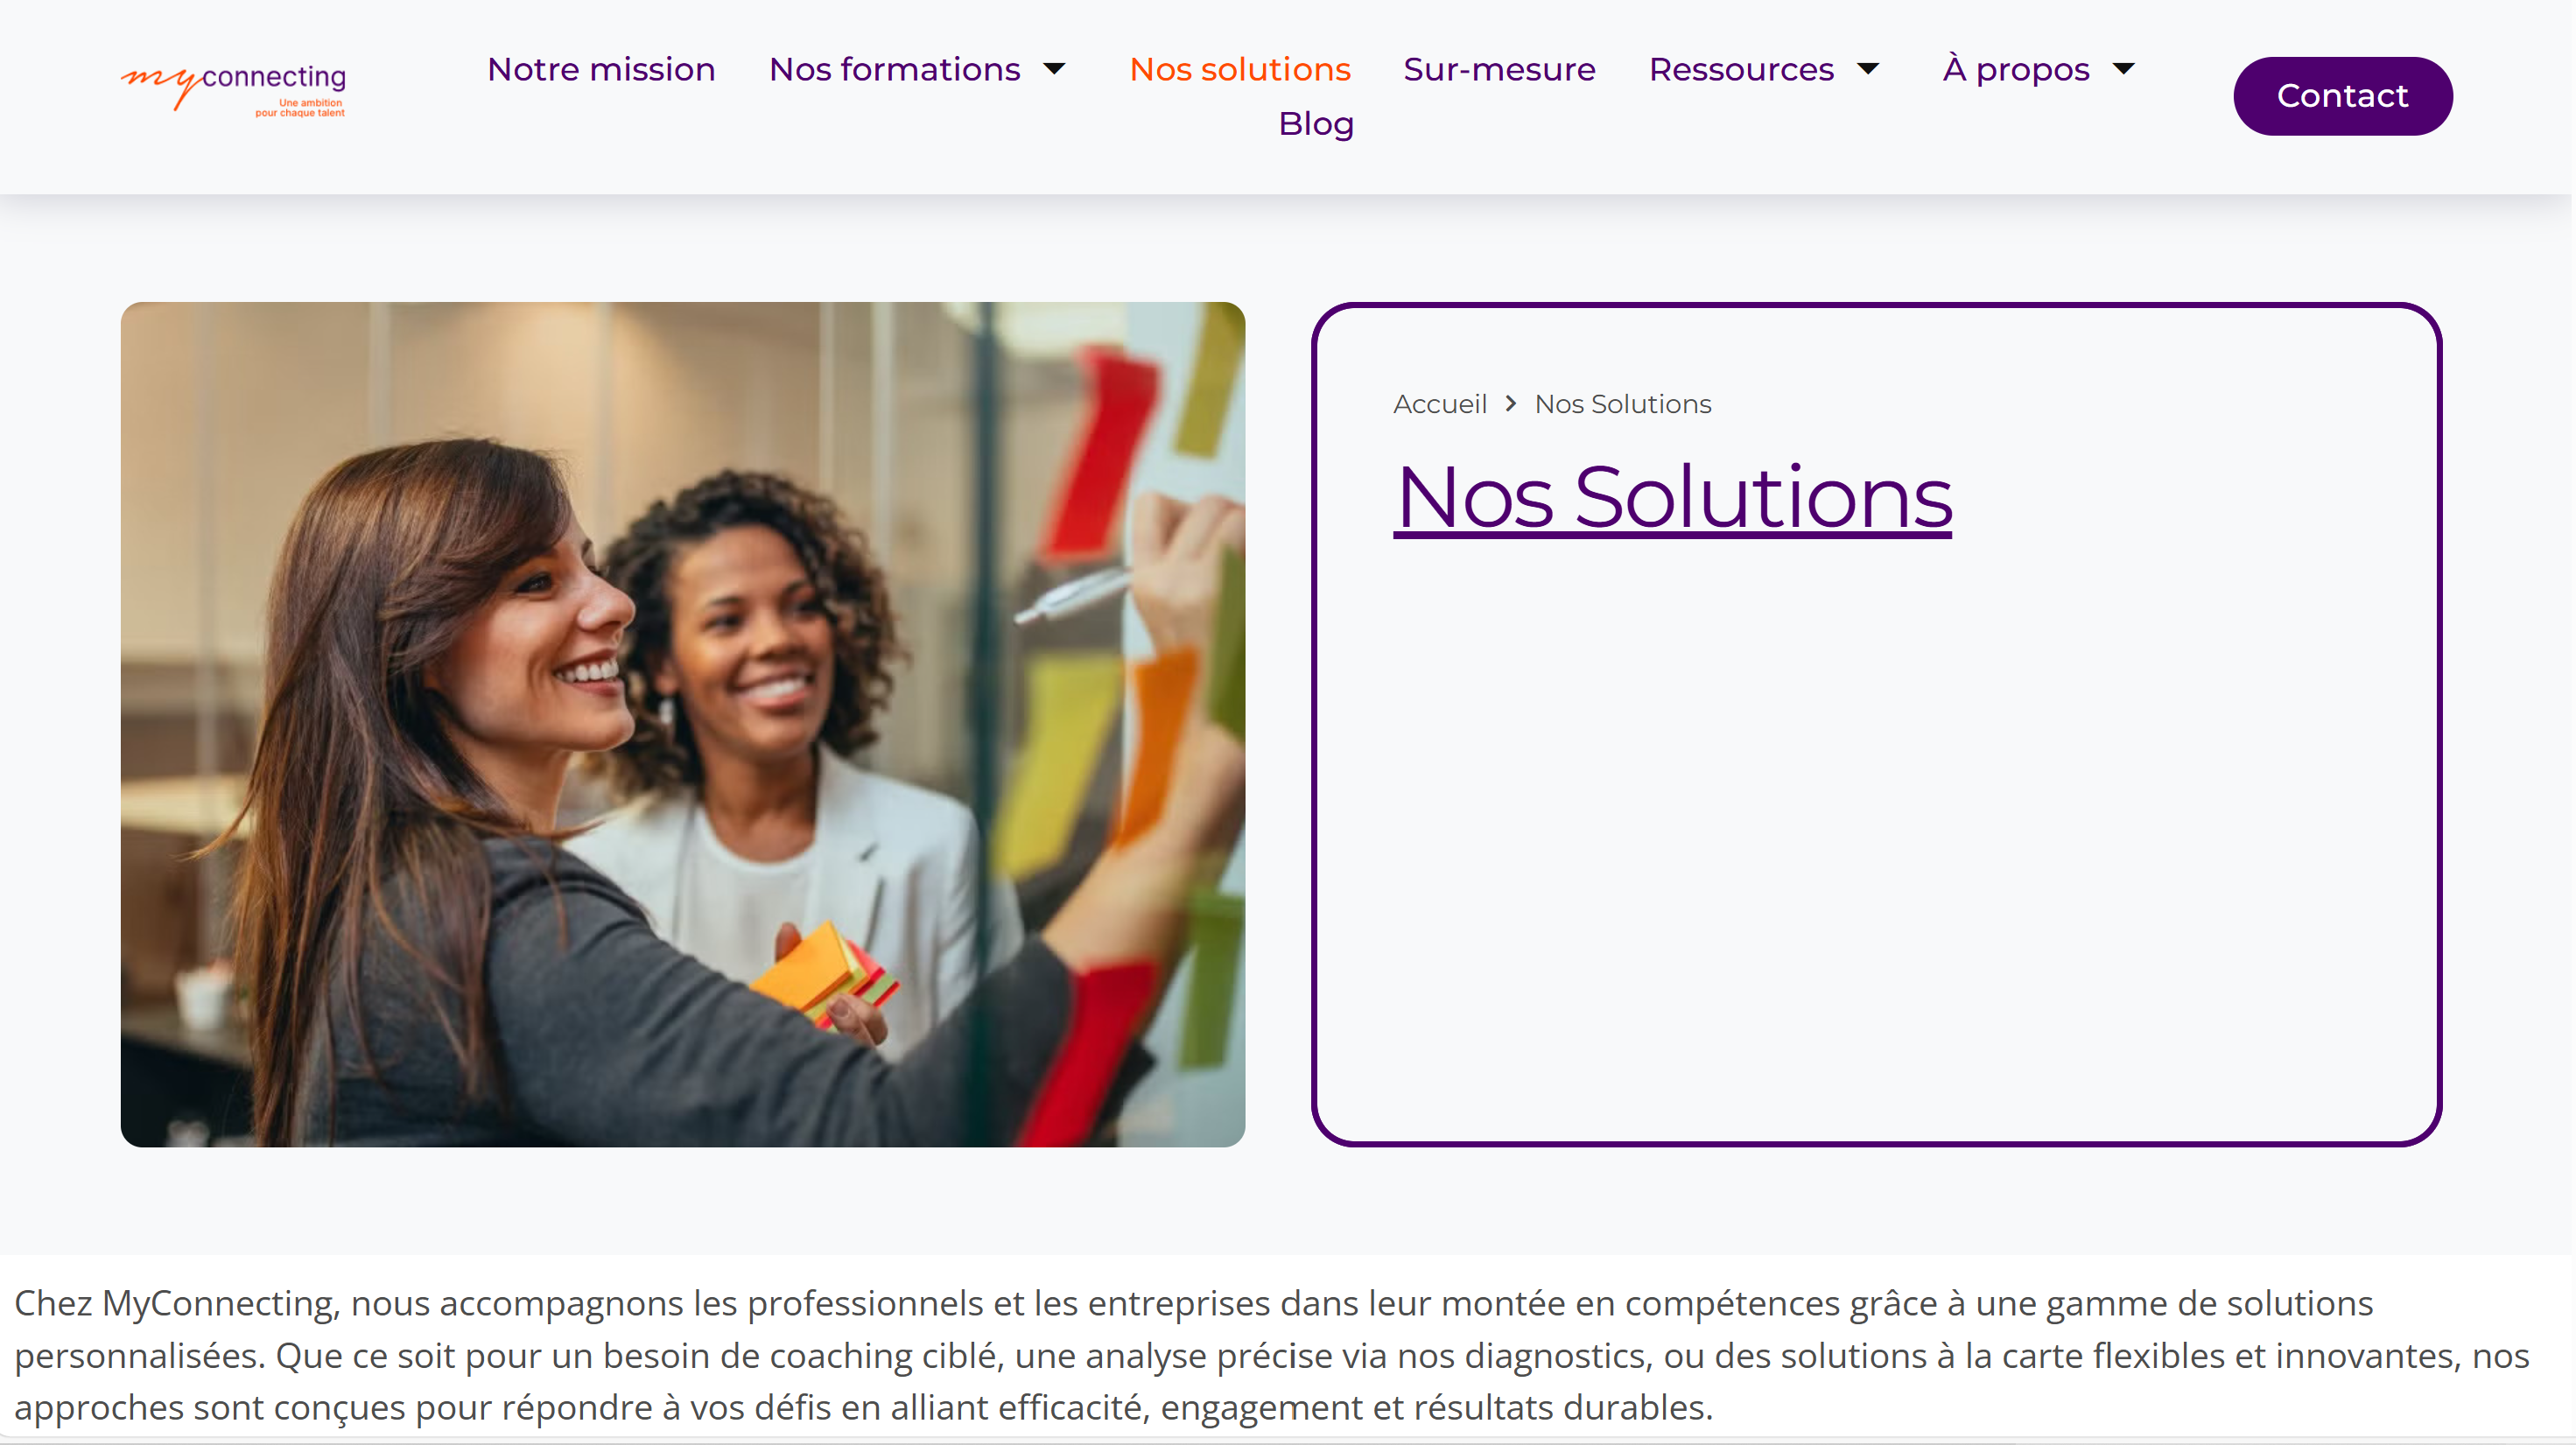 myconnecting
Une ambition
pour chaque talent
Notre mission
Nos formations
Nos solutions
Sur-mesure
Ressources
À propos
Blog
Contact
Accueil > Nos Solutions
Nos Solutions
Chez MyConnecting, nous accompagnons les professionnels et les entreprises dans leur montée en compétences grâce à une gamme de solutions
personnalisées. Que ce soit pour un besoin de coaching ciblé, une analyse précise via nos diagnostics, ou des solutions à la carte flexibles et innovantes, nos
approches sont conçues pour répondre à vos défis en alliant efficacité, engagement et résultats durables.